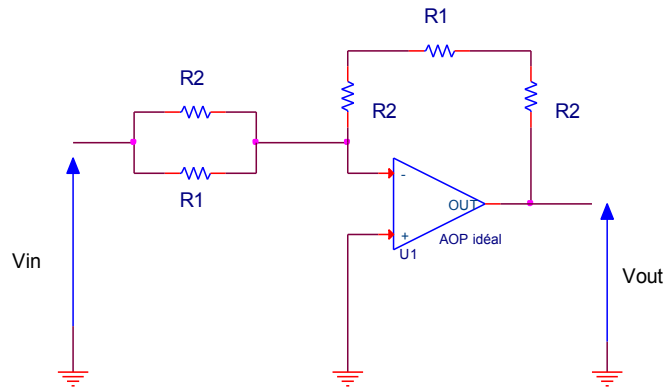 R1
R2
R2
R2
R1
-
OUT
+
U1
AOP idéal
Vin
Vout